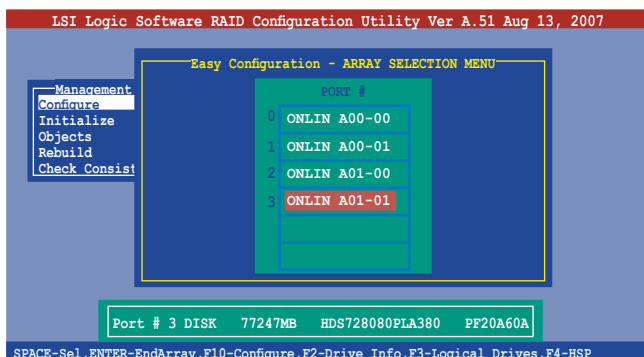 LSI Logic Software RAID Configuration Utility Ver A.51 Aug 13, 2007
Easy Configuration - ARRAY SELECTION MENU
Management
Configure
Initialize
Objects
Rebuild
Check Consist
PORT #
0 ONLIN A00-00
1 ONLIN A00-01
2 ONLIN A01-00
3 ONLIN A01-01
Port # 3 DISK 77247MB HDS728080PLA380 PF20A60A
SPACE-Sel,ENTER-EndArray,F10-Configure,F2-Drive Info,F3-Logical Drives,F4-HSP